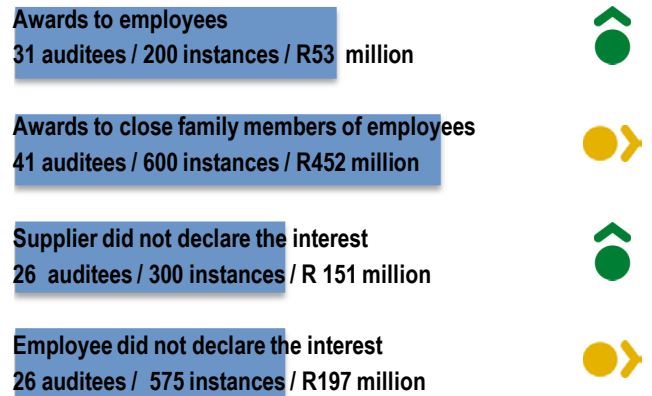 Awards to employees
31 auditees / 200 instances / R53 million
Awards to close family members of employees
41 auditees / 600 instances / R452 million
Supplier did not declare the interest
26 auditees / 300 instances / R 151 million
Employee did not declare the interest
26 auditees / 575 instances / R197 million